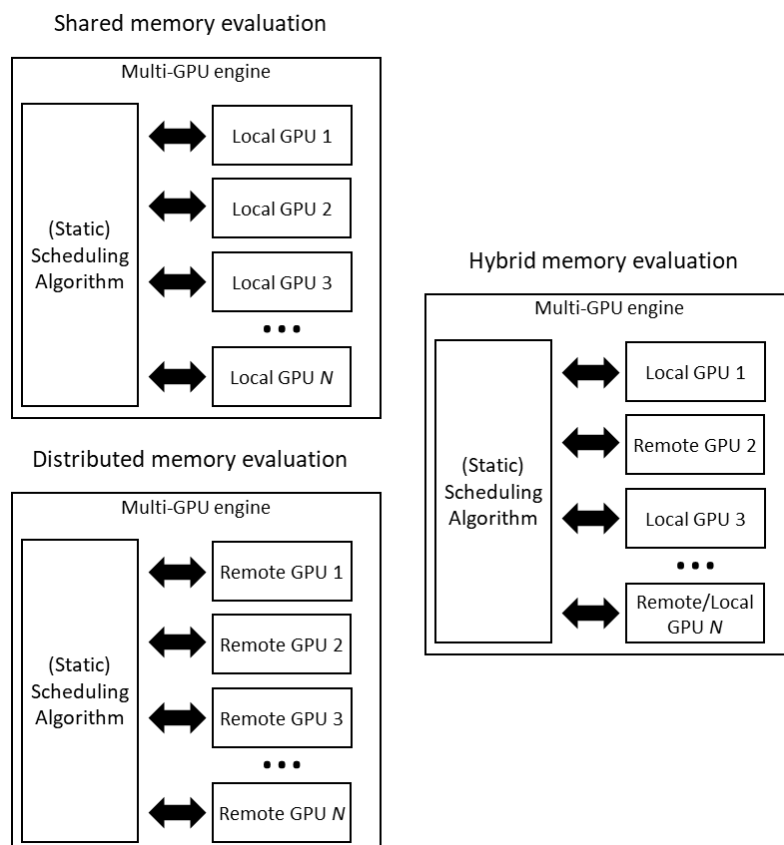 Shared memory evaluation
Multi-GPU engine
(Static)
Scheduling
Algorithm
Local GPU 1
Local GPU 2
Local GPU 3
...
Local GPU N
Distributed memory evaluation
Multi-GPU engine
(Static)
Scheduling
Algorithm
Remote GPU 1
Remote GPU 2
Remote GPU 3
...
Remote GPU N
Hybrid memory evaluation
Multi-GPU engine
(Static)
Scheduling
Algorithm
Local GPU 1
Remote GPU 2
Local GPU 3
...
Remote/Local
GPU N